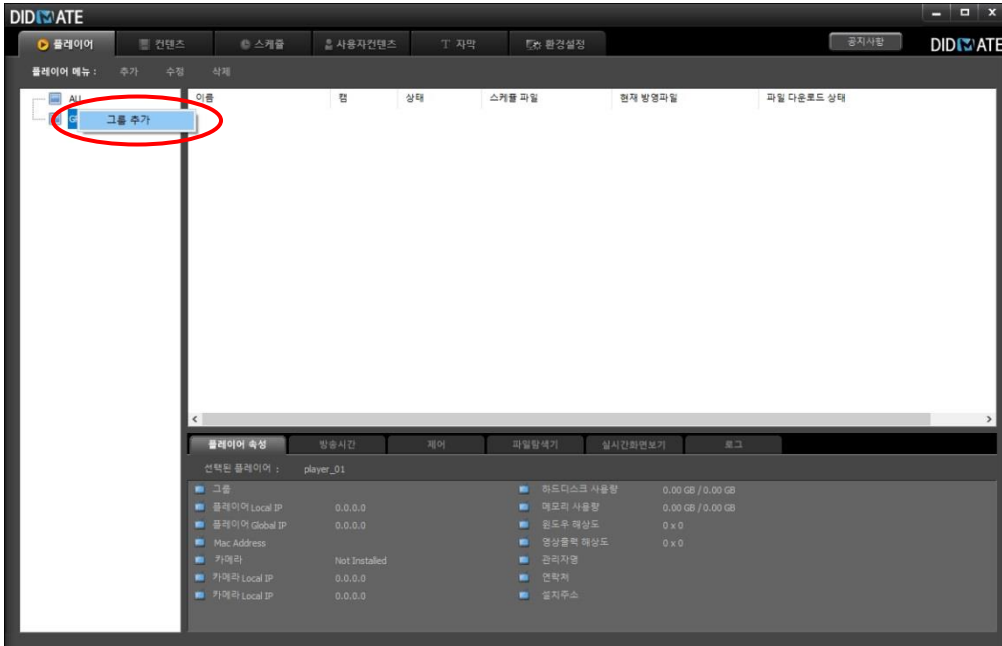 DIDMATE
플레이어 컨텐츠 스케줄 사용자컨텐츠 T 자막 환경설정 공지사항 DIDMATE
플레이어 메뉴 : 추가 수정 삭제
이름 탭 상태 스케쥴 파일 현재 방영파일 파일 다운로드 상태
그룹 추가
플레이어 속성 방송시간 제어 파일탐색기 실시간화면보기 로그
선택된 플레이어 : player_01
그룹 하드디스크 사용량 0.00 GB / 0.00 GB
플레이어 Local IP 0.0.0.0 메모리 사용량 0.00 GB / 0.00 GB
플레이어 Global IP 0.0.0.0 윈도우 해상도 0 x 0
Mac Address 영상출력 해상도 0 x 0
카메라 Not Installed 관리자명
카메라 Local IP 0.0.0.0 연락처
카메라 Local IP 0.0.0.0 설치주소